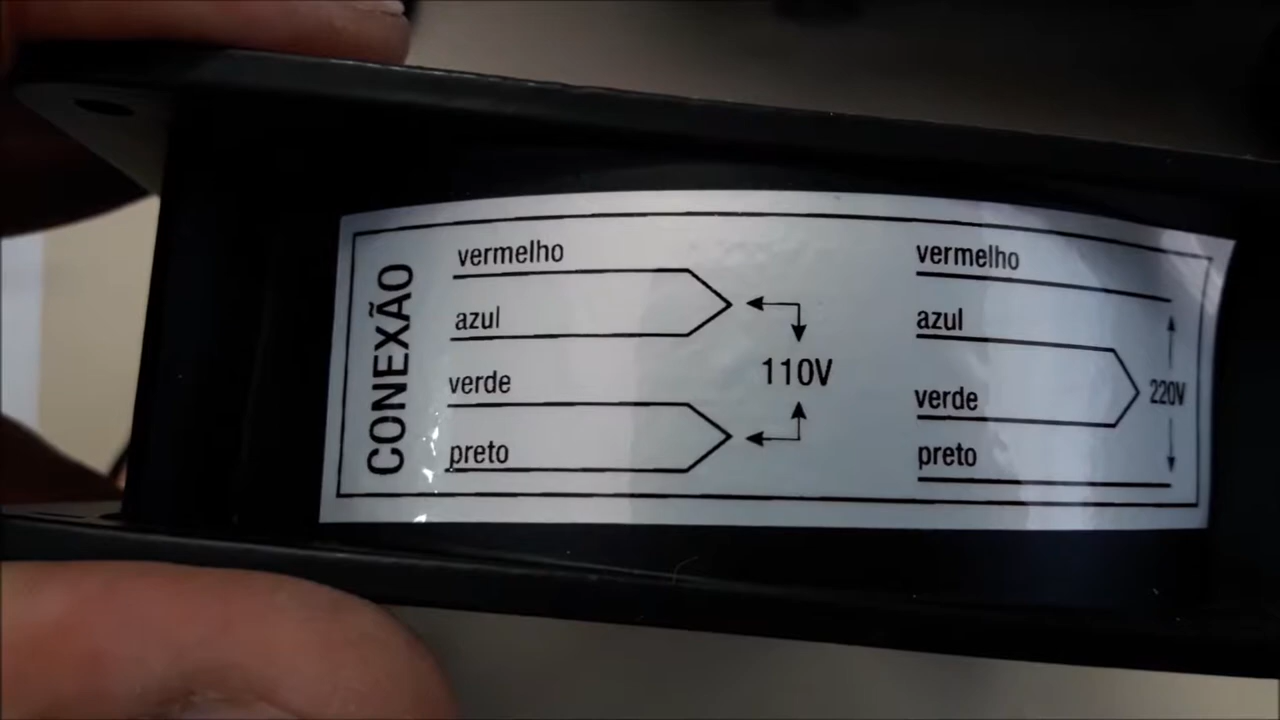 CONEXÃO
vermelho
azul
verde
preto
110V
vermelho
azul
verde
preto
220V